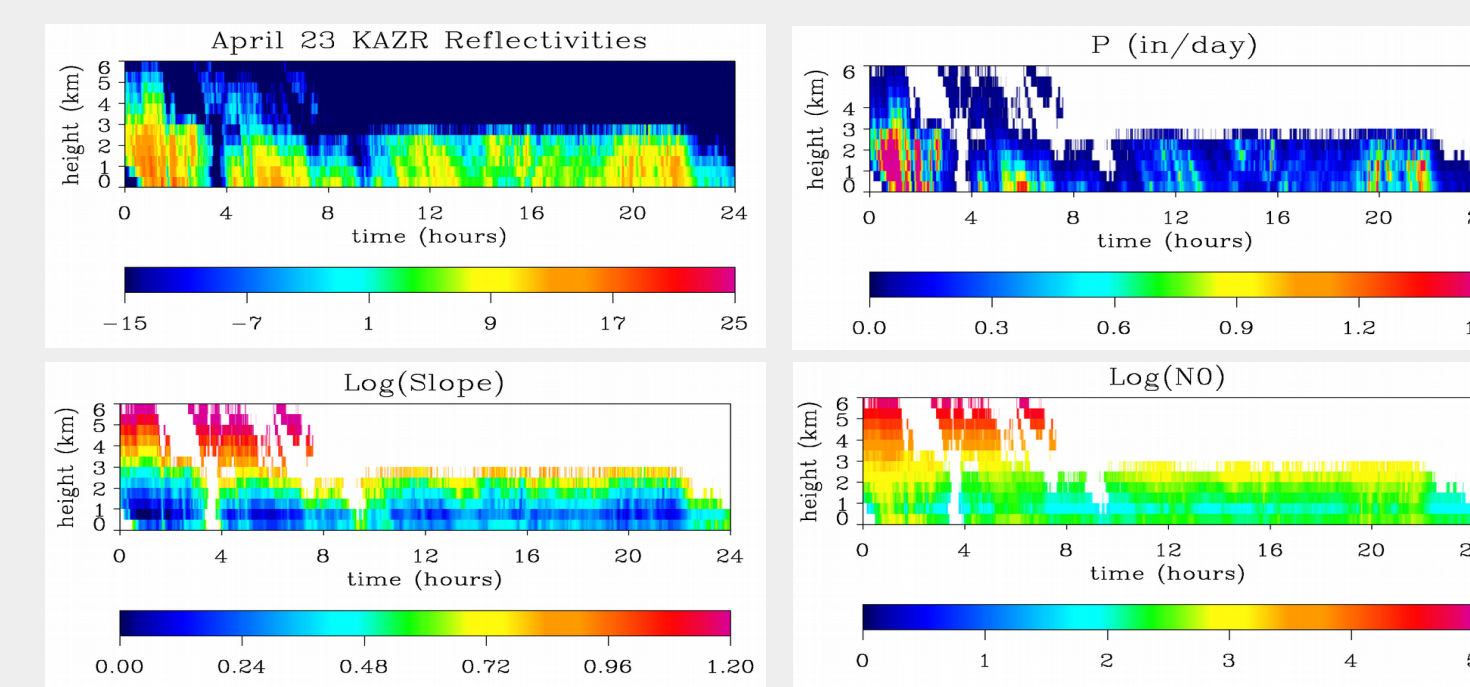 April 23 KAZR Reflectivities
height (km)
6
5
4
3
2
1
0
0 4 8 12 16 20 24
time (hours)
−15 −7 1 9 17 25
P (in/day)
height (km)
6
4
3
2
1
0
0 4 8 12 16 20
time (hours)
0.0 0.3 0.6 0.9 1.2
Log(Slope)
height (km)
6
5
4
3
2
1
0
0 4 8 12 16 20 24
time (hours)
0.00 0.24 0.48 0.72 0.96 1.20
Log(N0)
height (km)
6
5
4
3
2
1
0
0 4 8 12 16 20
time (hours)
0 1 2 3 4